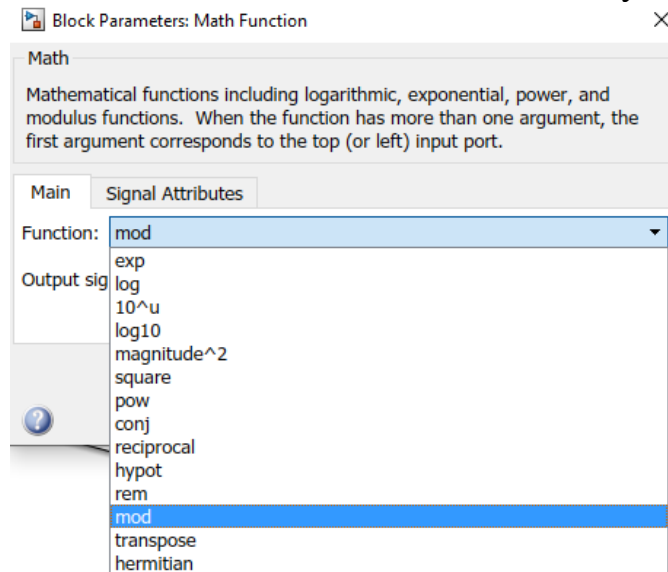 Block Parameters: Math Function
Math
Mathematical functions including logarithmic, exponential, power, and
modulus functions. When the function has more than one argument, the
first argument corresponds to the top (or left) input port.
Main Signal Attributes
Function: mod
exp
Output sig log
10^u
log10
magnitude^2
square
pow
conj
reciprocal
hypot
rem
mod
transpose
hermitian